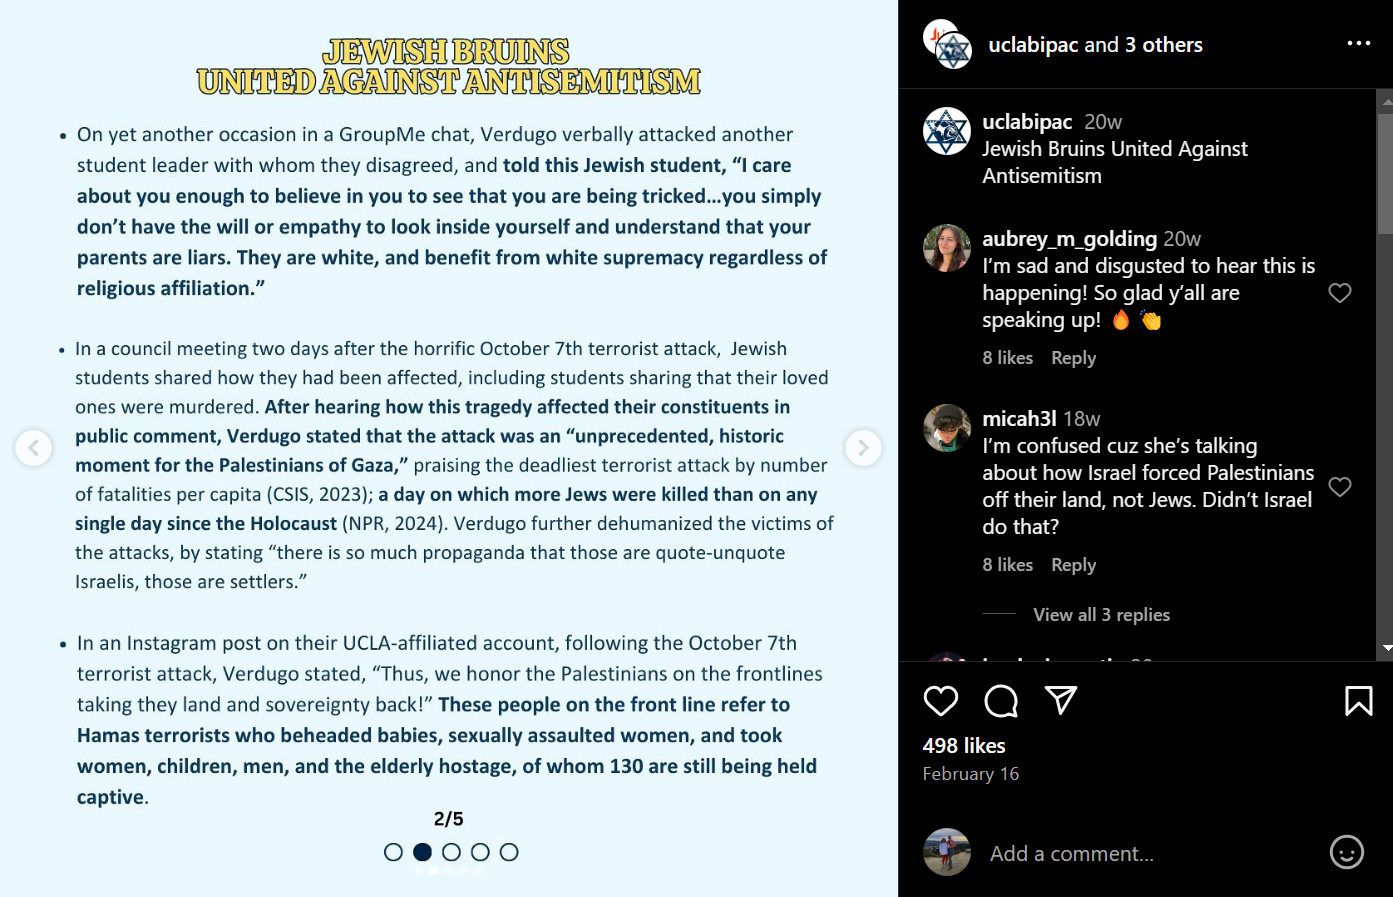 JEWISH BRUINS
UNITED AGAINST ANTISEMITISM
• On yet another occasion in a GroupMe chat, Verdugo verbally attacked another
student leader with whom they disagreed, and told this Jewish student, “I care
about you enough to believe in you to see that you are being tricked...you simply
don’t have the will or empathy to look inside yourself and understand that your
parents are liars. They are white, and benefit from white supremacy regardless of
religious affiliation.”
• In a council meeting two days after the horrific October 7th terrorist attack, Jewish
students shared how they had been affected, including students sharing that their loved
ones were murdered. After hearing how this tragedy affected their constituents in
public comment, Verdugo stated that the attack was an “unprecedented, historic
moment for the Palestinians of Gaza,” praising the deadliest terrorist attack by number
of fatalities per capita (CSIS, 2023); a day on which more Jews were killed than on any
single day since the Holocaust (NPR, 2024). Verdugo further dehumanized the victims of
the attacks, by stating “there is so much propaganda that those are quote-unquote
Israelis, those are settlers.”
• In an Instagram post on their UCLA-affiliated account, following the October 7th
terrorist attack, Verdugo stated, “Thus, we honor the Palestinians on the frontlines
taking they land and sovereignty back!” These people on the front line refer to
Hamas terrorists who beheaded babies, sexually assaulted women, and took
women, children, men, and the elderly hostage, of whom 130 are still being held
captive.
2/5
uclabipac and 3 others
uclabipac 20w
Jewish Bruins United Against
Antisemitism
aubrey_m_golding 20w
I’m sad and disgusted to hear this is
happening! So glad y’all are
speaking up! 🔥 👏
8 likes Reply
micah3l 18w
I’m confused cuz she’s talking
about how Israel forced Palestinians
off their land, not Jews. Didn’t Israel
do that?
8 likes Reply
View all 3 replies
498 likes
February 16
Add a comment...